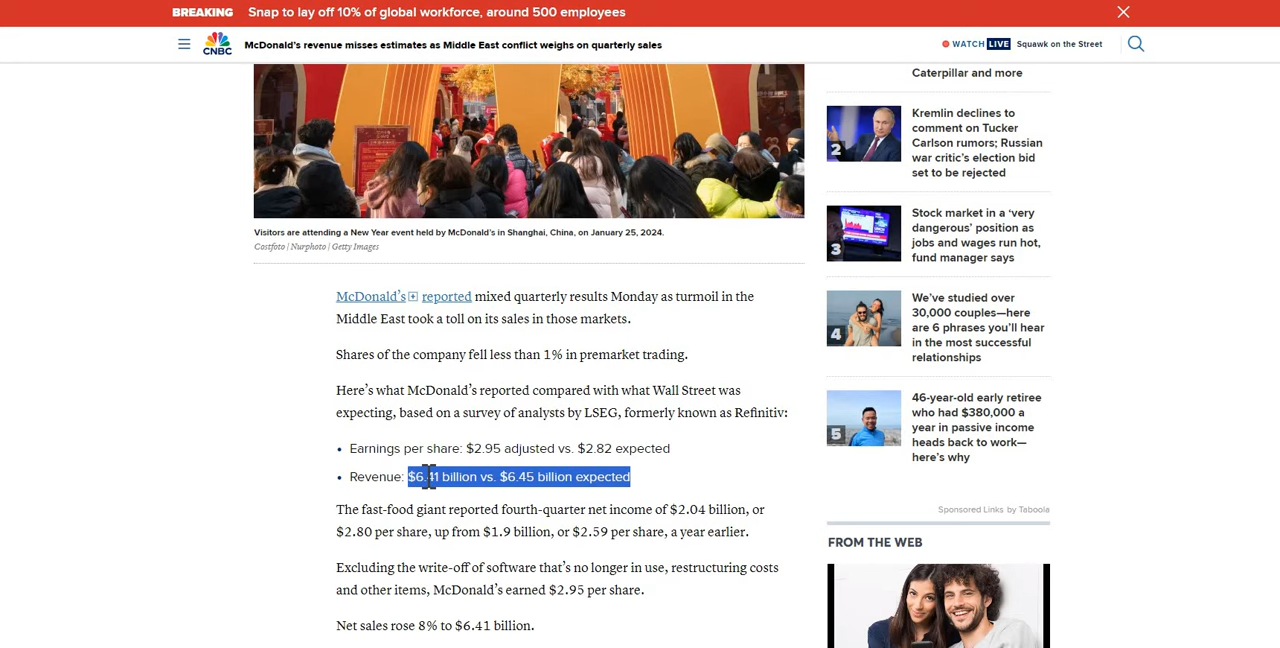 BREAKING Snap to lay off 10% of global workforce, around 500 employees
CNBC McDonald's revenue misses estimates as Middle East conflict weighs on quarterly sales WATCH LIVE Squawk on the Street
Visitors are attending a New Year event held by McDonald's in Shanghai, China, on January 25, 2024.
Costfoto | Nurphoto | Getty Images
McDonald's reported mixed quarterly results Monday as turmoil in the
Middle East took a toll on its sales in those markets.
Shares of the company fell less than 1% in premarket trading.
Here's what McDonald's reported compared with what Wall Street was
expecting, based on a survey of analysts by LSEG, formerly known as Refinitiv:
• Earnings per share: $2.95 adjusted vs. $2.82 expected
• Revenue: $6.41 billion vs. $6.45 billion expected
The fast-food giant reported fourth-quarter net income of $2.04 billion, or
$2.80 per share, up from $1.9 billion, or $2.59 per share, a year earlier.
Excluding the write-off of software that's no longer in use, restructuring costs
and other items, McDonald's earned $2.95 per share.
Net sales rose 8% to $6.41 billion.
Caterpillar and more
2
Kremlin declines to
comment on Tucker
Carlson rumors; Russian
war critic's election bid
set to be rejected
3
Stock market in a 'very
dangerous' position as
jobs and wages run hot,
fund manager says
4
We've studied over
30,000 couples—here
are 6 phrases you'll hear
in the most successful
relationships
5
46-year-old early retiree
who had $380,000 a
year in passive income
heads back to work—
here's why
Sponsored Links by Taboola
FROM THE WEB